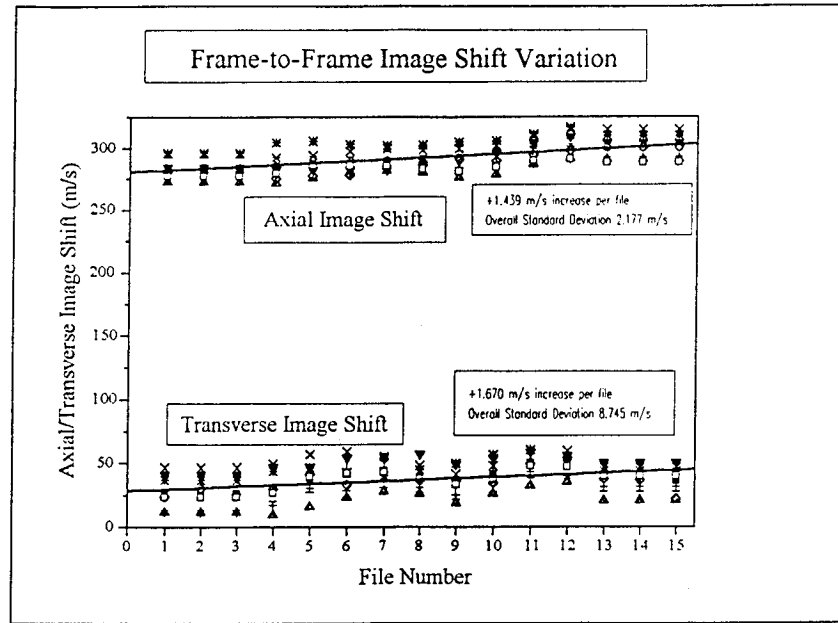 Frame-to-Frame Image Shift Variation
Axial/Transverse Image Shift (m/s)
300
250
200
150
100
50
0
Axial Image Shift
+1.439 m/s increase per file
Overall Standard Deviation 2.177 m/s
Transverse Image Shift
+1.670 m/s increase per file
Overall Standard Deviation 8.745 m/s
0 1 2 3 4 5 6 7 8 9 10 11 12 13 14 15
File Number